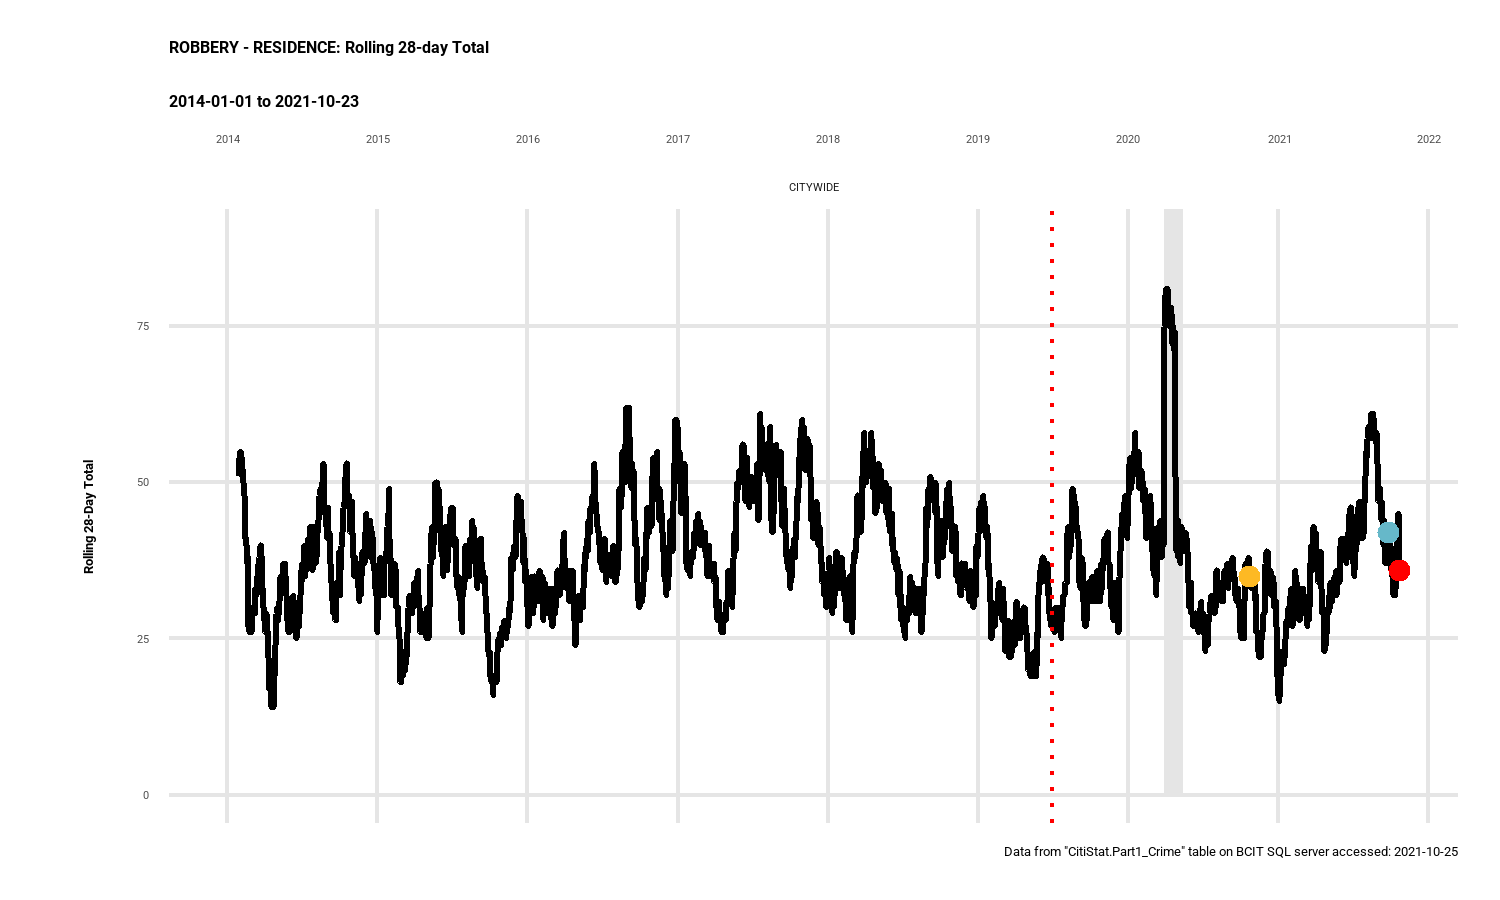 ROBBERY - RESIDENCE: Rolling 28-day Total
2014-01-01 to 2021-10-23
2014 2015 2016 2017 2018 2019 2020 2021 2022
CITYWIDE
75
50
25
0
Rolling 28-Day Total
Data from "CitiStat.Part1_Crime" table on BCIT SQL server accessed: 2021-10-25